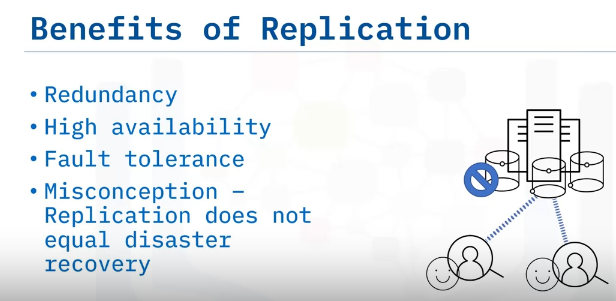 Benefits of Replication
• Redundancy
• High availability
• Fault tolerance
• Misconception –
Replication does not
equal disaster
recovery